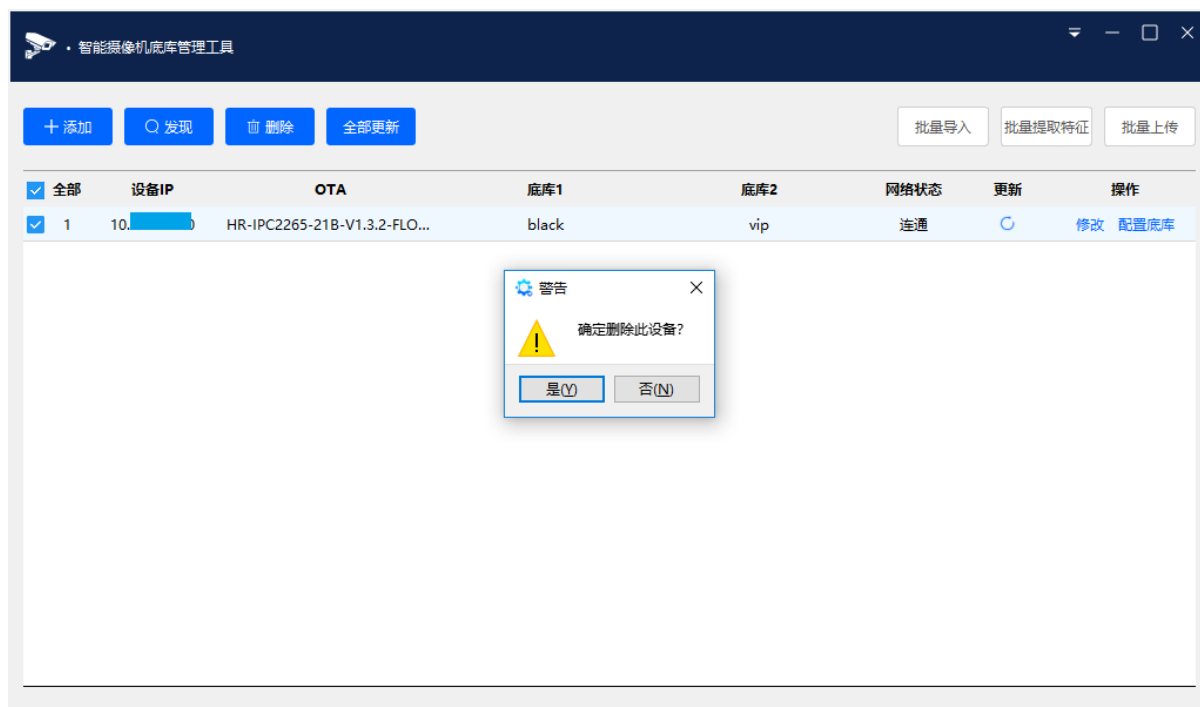 · 智能摄像机底库管理工具
添加 发现 删除 全部更新 批量导入 批量提取特征 批量上传
全部 设备IP OTA 底库1 底库2 网络状态 更新 操作
1 10. 0 HR-IPC2265-21B-V1.3.2-FLO... black vip 连通 修改 配置底库
警告
确定删除此设备?
是(Y) 否(N)